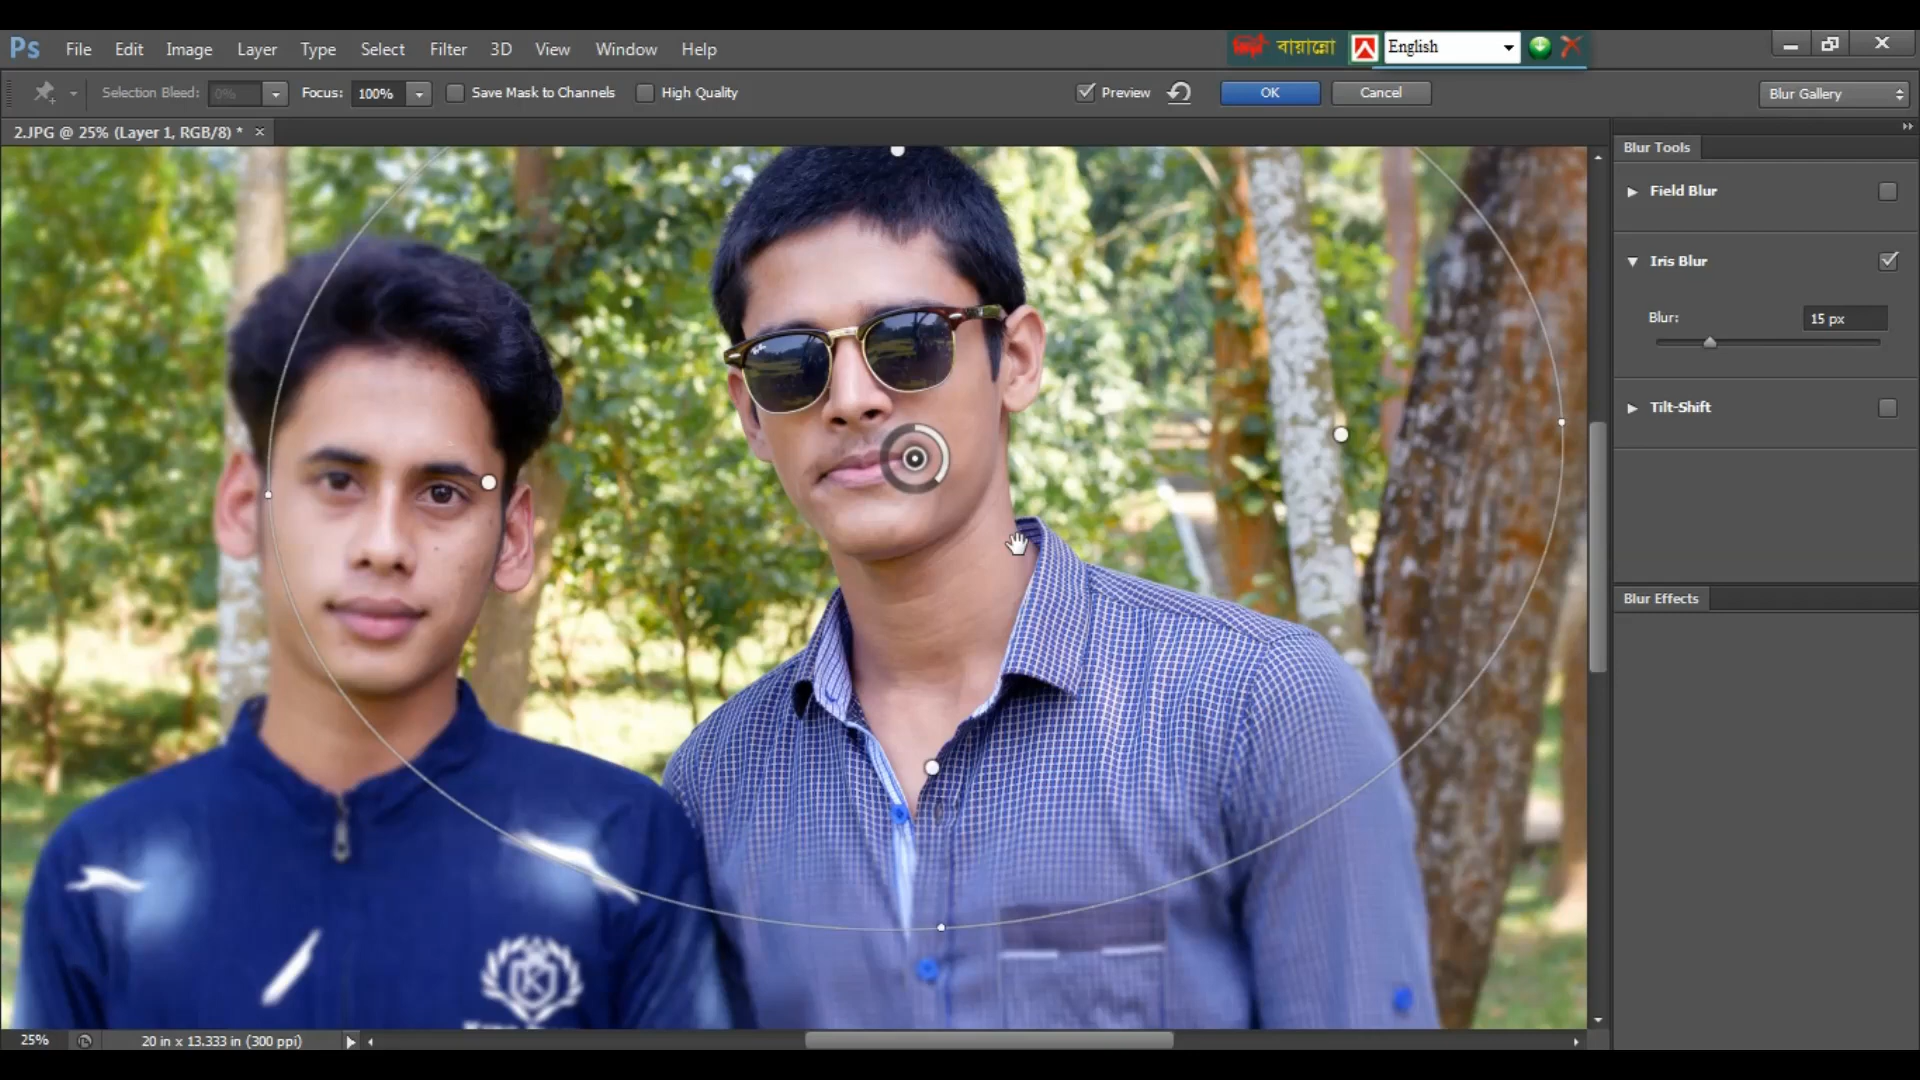 Ps File Edit Image Layer Type Select Filter 3D View Window Help
বায়ান্নো English
Selection Bleed: 0% Focus: 100% Save Mask to Channels High Quality Preview OK Cancel Blur Gallery
2.JPG @ 25% (Layer 1, RGB/8) *
Blur Tools
Field Blur
Iris Blur
Blur: 15 px
Tilt-Shift
Blur Effects
K
25% 20 in x 13.333 in (300 ppi)